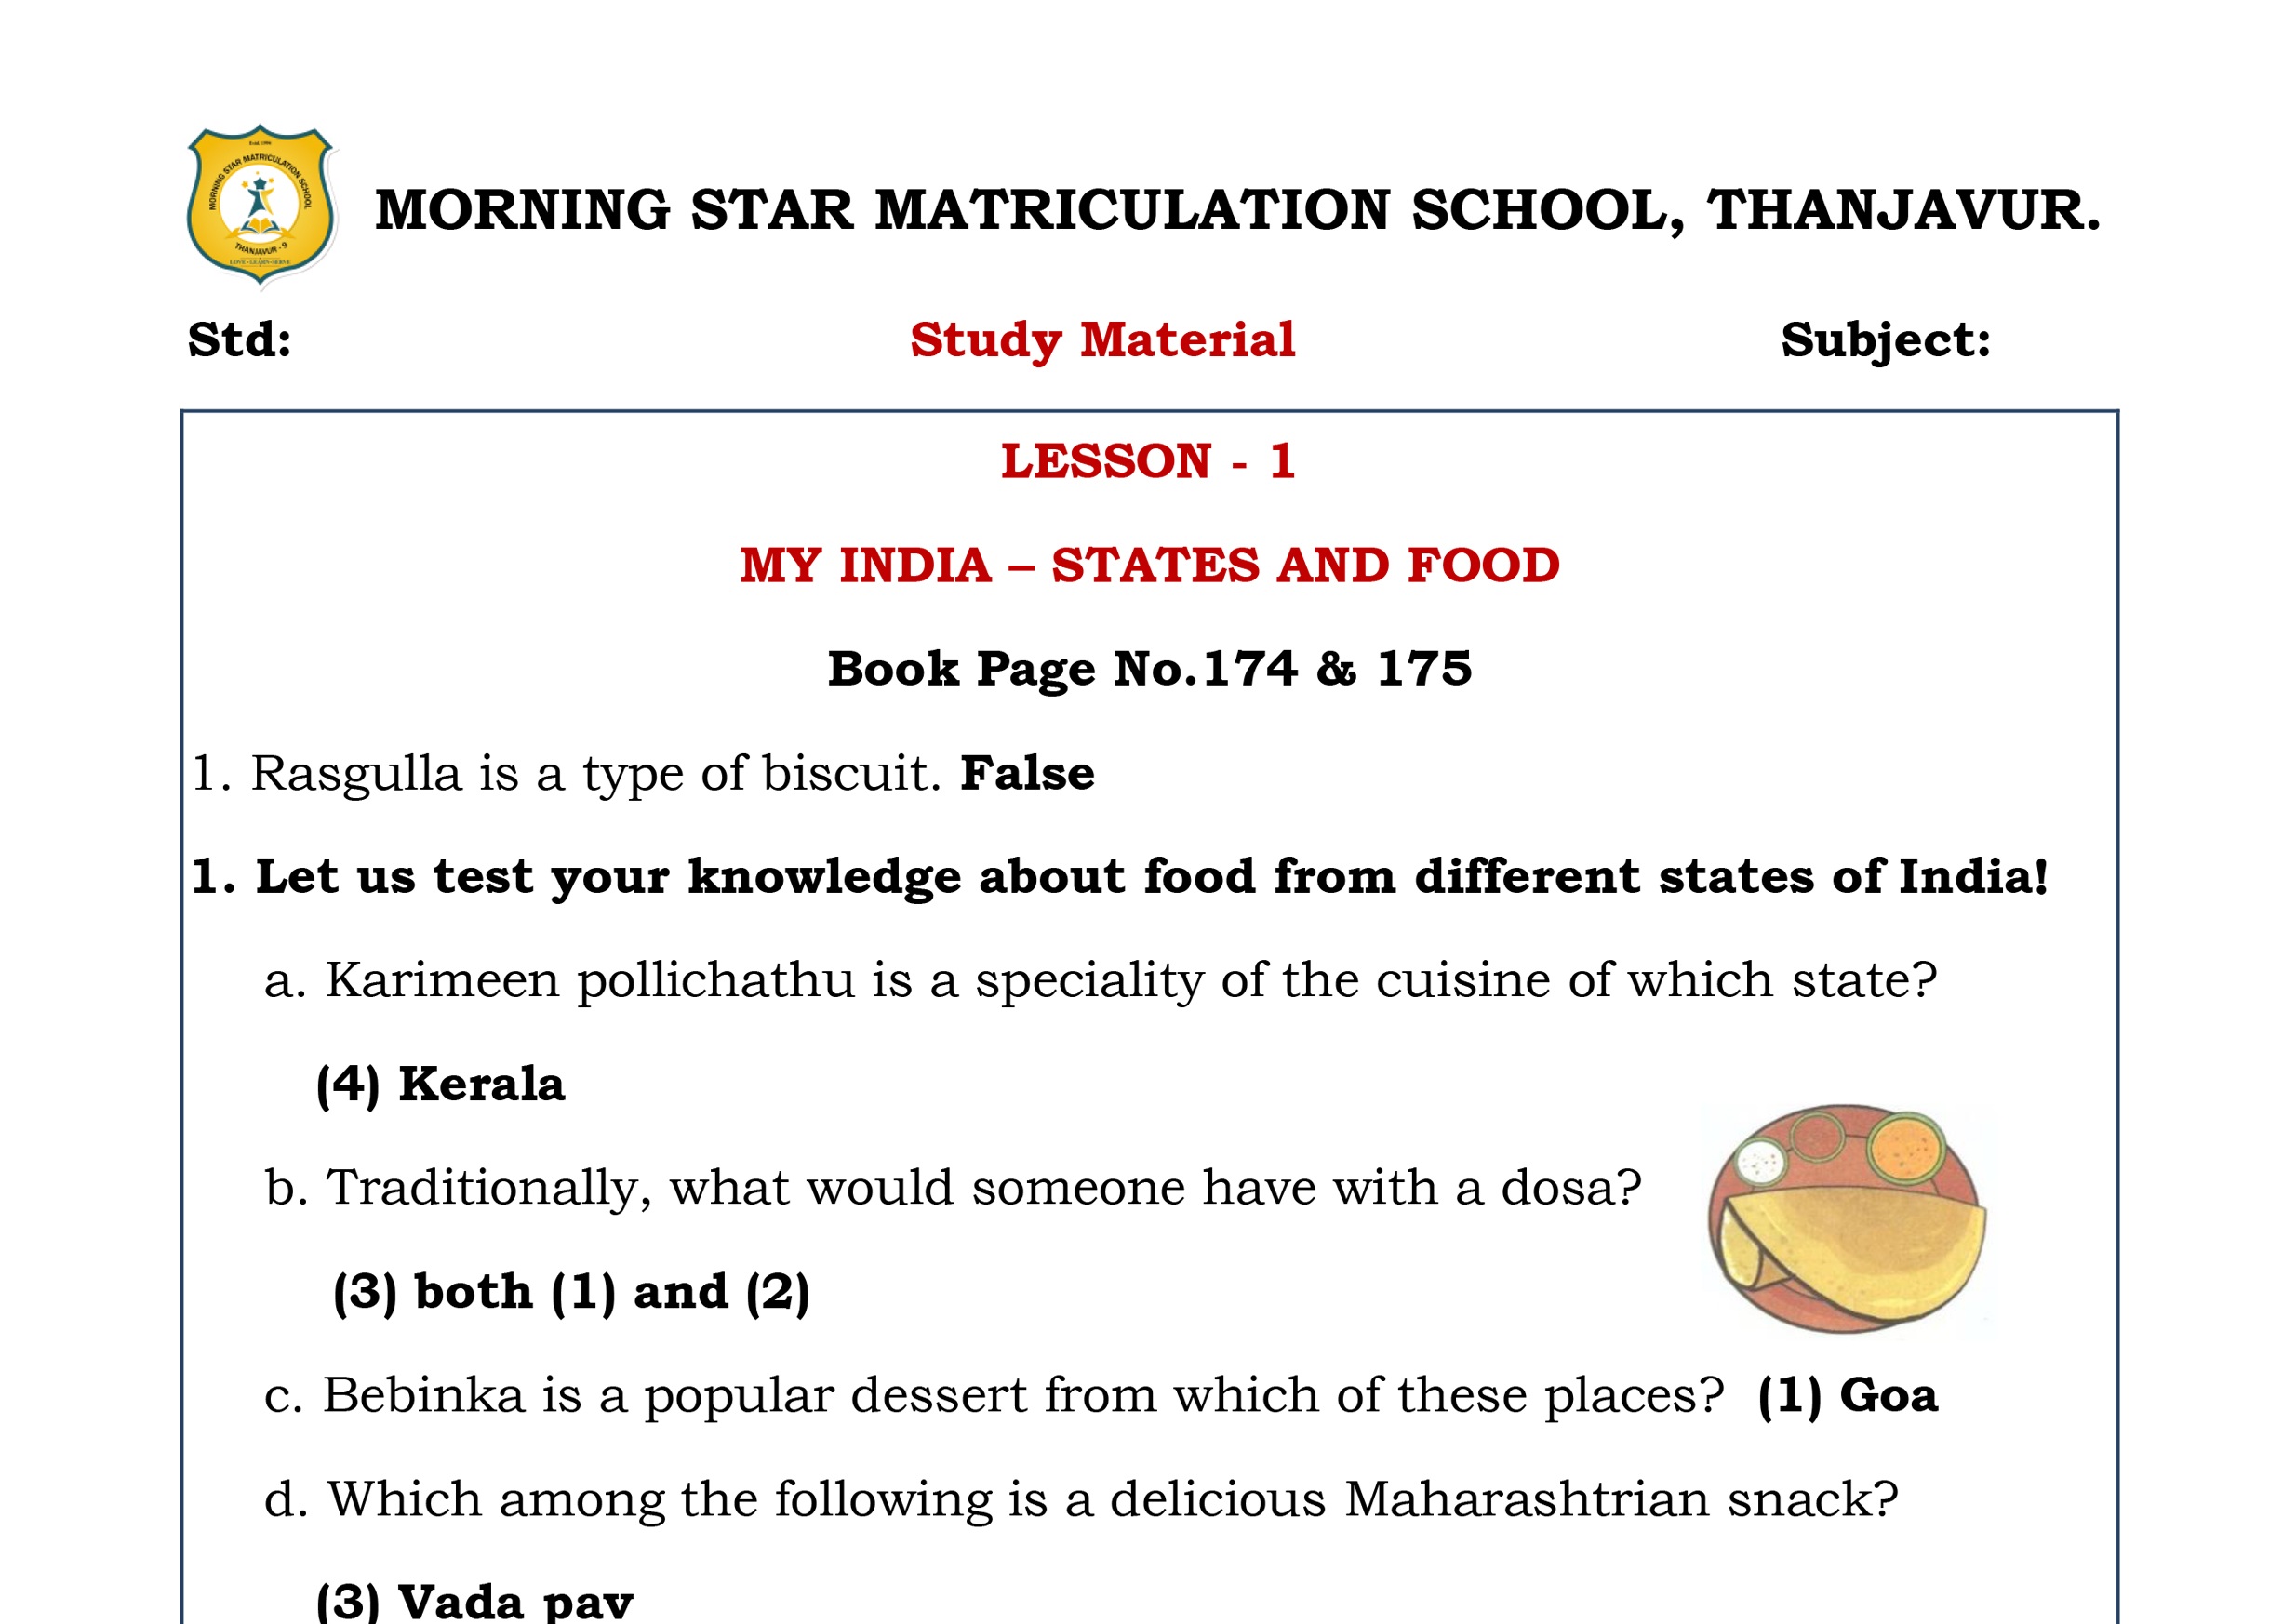 Estd. 1996
MORNING STAR MATRICULATION SCHOOL
THANJAVUR - 9
LOVE - LEARN - SERVE
MORNING STAR MATRICULATION SCHOOL, THANJAVUR.
Std: Study Material Subject:
LESSON - 1
MY INDIA – STATES AND FOOD
Book Page No.174 & 175
1. Rasgulla is a type of biscuit. False
1. Let us test your knowledge about food from different states of India!
a. Karimeen pollichathu is a speciality of the cuisine of which state?
(4) Kerala
b. Traditionally, what would someone have with a dosa?
(3) both (1) and (2)
c. Bebinka is a popular dessert from which of these places? (1) Goa
d. Which among the following is a delicious Maharashtrian snack?
(3) Vada pav